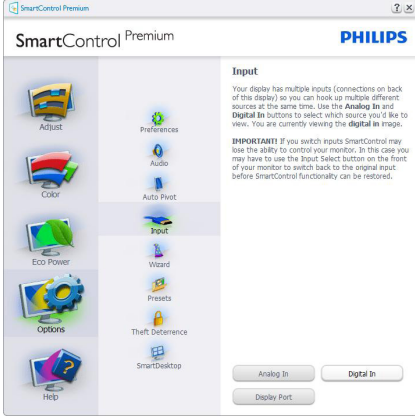 SmartControl Premium
SmartControl Premium
PHILIPS
Adjust
Color
Eco Power
Options
Help
Preferences
Audio
Auto Pivot
Input
Wizard
Presets
Theft Deterrence
SmartDesktop
Input
Your display has multiple inputs (connections on back
of this display) so you can hook up multiple different
sources at the same time. Use the Analog In and
Digital In buttons to select which source you'd like to
view. You are currently viewing the digital in image.
IMPORTANT! If you switch inputs SmartControl may
lose the ability to control your monitor. In this case you
may have to use the Input Select button on the front
of your monitor to switch back to the original input
before SmartControl functionality can be restored.
Analog In
Digital In
Display Port